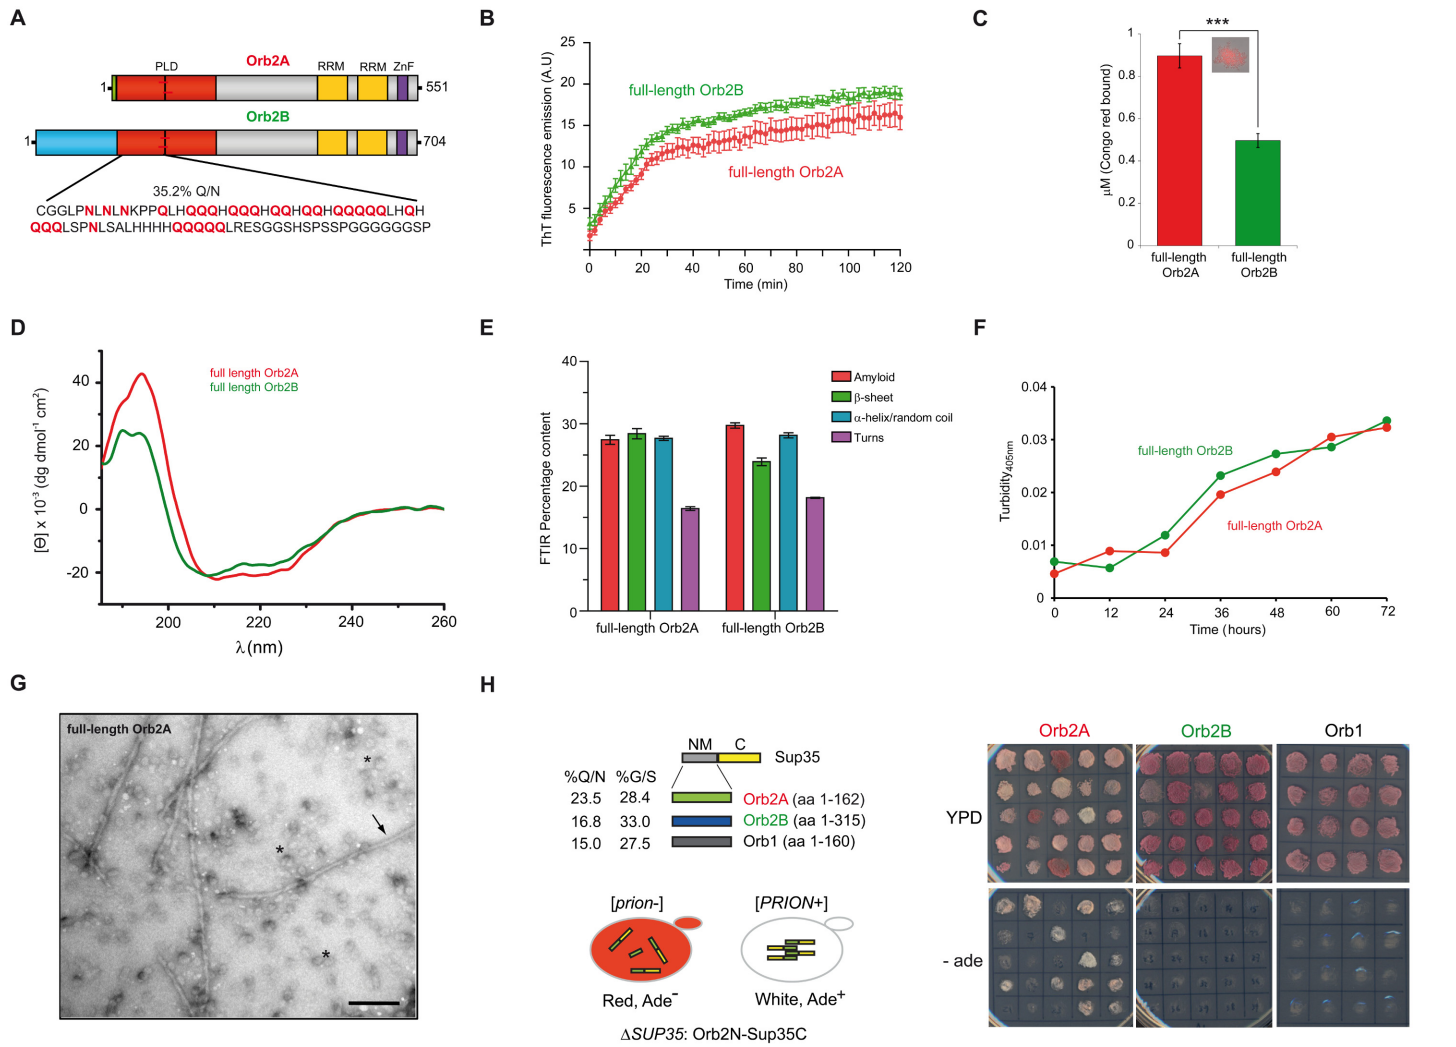 A
Orb2A
PLD
RRM
RRM
ZnF
1
551
Orb2B
1
704
35.2% Q/N
CGGLPNLNLNKPPQLHQQQHQQQHQQHQQHQQQQQLHQH
QQQLSPNLSALHHHHQQQQQLRESGGSHSPSSPGGGGGGSP
B
ThT fluorescence emission (A.U)
25
20
15
10
5
full-length Orb2B
full-length Orb2A
0
20
40
60
80
100
120
Time (min)
C
***
µM (Congo red bound)
1
0.8
0.6
0.4
0.2
0
full-length
Orb2A
full-length
Orb2B
D
[Θ] x 10⁻³ (dg dmol⁻¹ cm²)
40
20
0
-20
full length Orb2A
full length Orb2B
200
220
240
260
λ(nm)
E
FTIR Percentage content
40
30
20
10
0
Amyloid
β-sheet
α-helix/random coil
Turns
full-length Orb2A
full-length Orb2B
F
Turbidity405nm
0.04
0.03
0.02
0.01
0
full-length Orb2B
full-length Orb2A
0
12
24
36
48
60
72
Time (hours)
G
full-length Orb2A
*
*
*
H
NM
C
Sup35
%Q/N
%G/S
23.5
28.4
Orb2A (aa 1-162)
16.8
33.0
Orb2B (aa 1-315)
15.0
27.5
Orb1 (aa 1-160)
[prion-]
[PRION+]
Red, Ade⁻
White, Ade⁺
ΔSUP35: Orb2N-Sup35C
Orb2A
Orb2B
Orb1
YPD
- ade